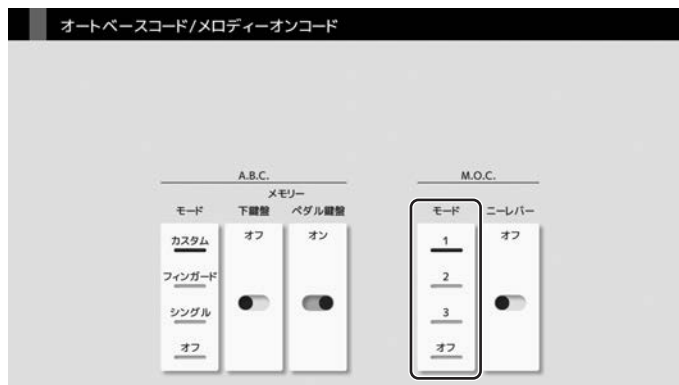 オートベースコード/メロディーオンコード
A.B.C.
メモリー
モード 下鍵盤 ペダル鍵盤
カスタム
フィンガード
シングル
オフ
オフ
オン
M.O.C.
モード ニーレバー
1
2
3
オフ
オフ